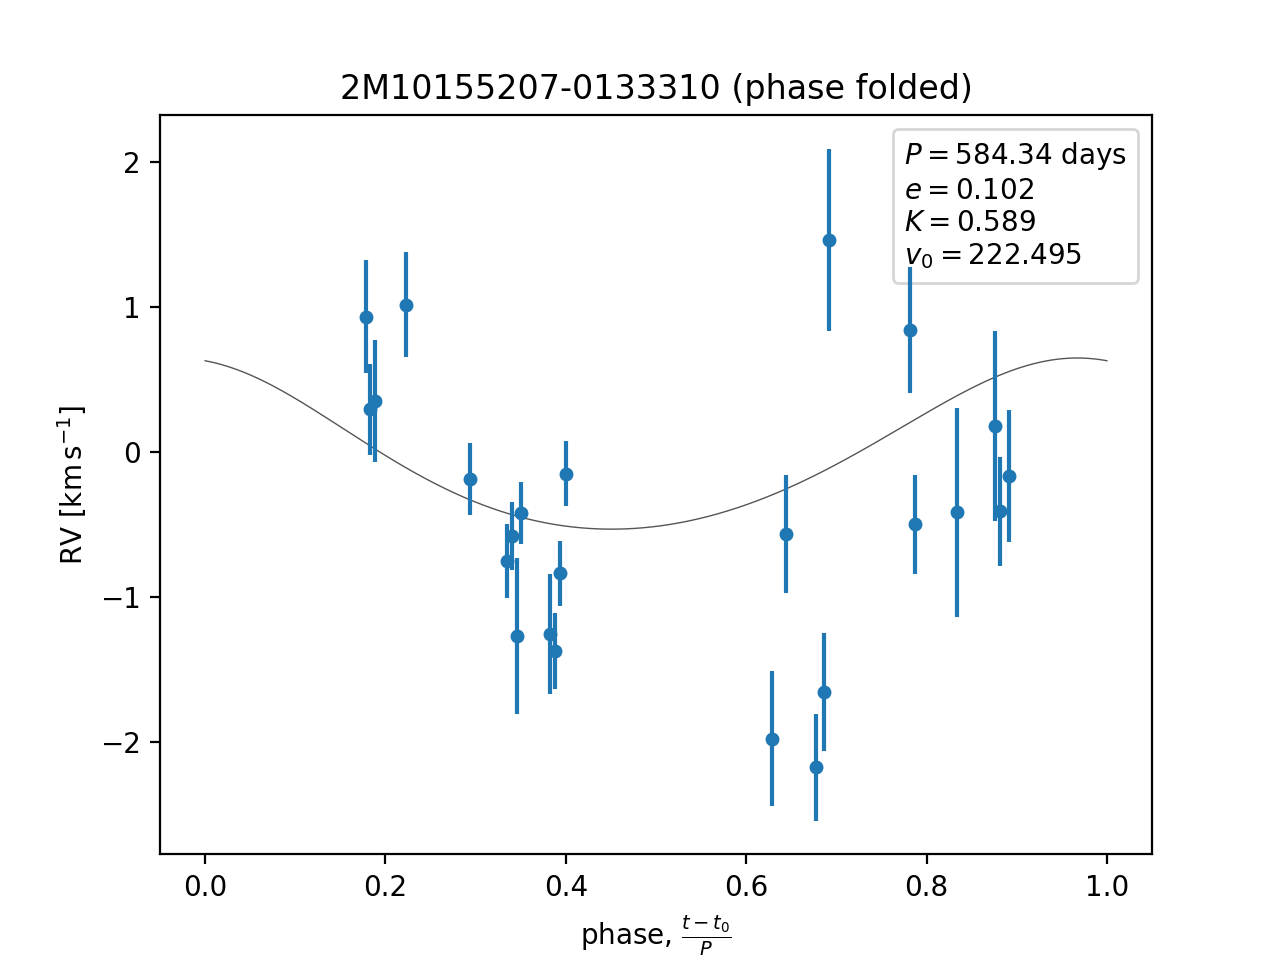 2M10155207-0133310 (phase folded)
P = 584.34 days
e = 0.102
K = 0.589
v₀ = 222.495
RV [km s⁻¹]
2
1
0
−1
−2
0.0 0.2 0.4 0.6 0.8 1.0
phase, (t − t₀)/P